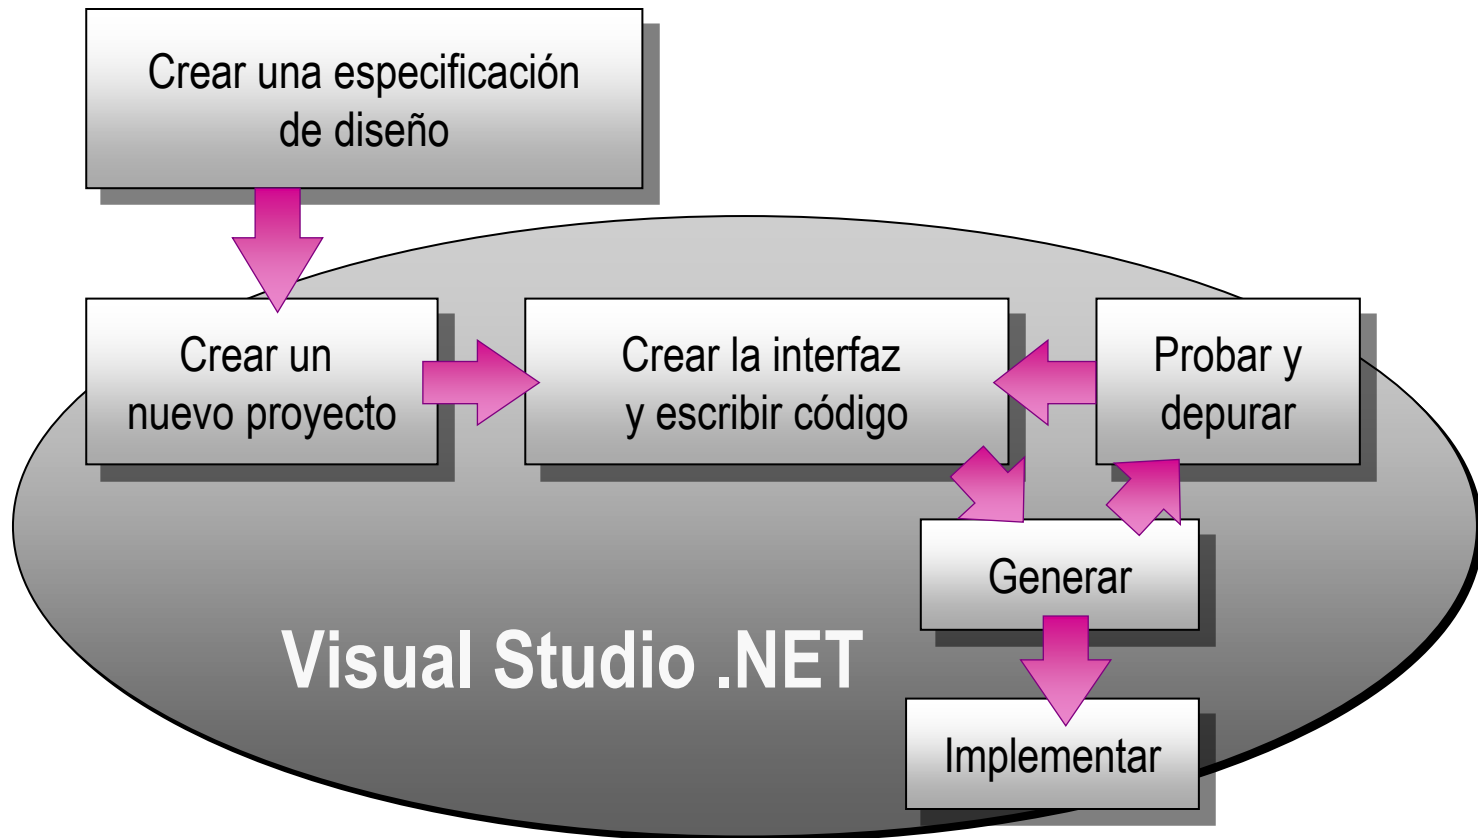 Crear una especificación
de diseño
Crear un
nuevo proyecto
Crear la interfaz
y escribir código
Probar y
depurar
Generar
Visual Studio .NET
Implementar